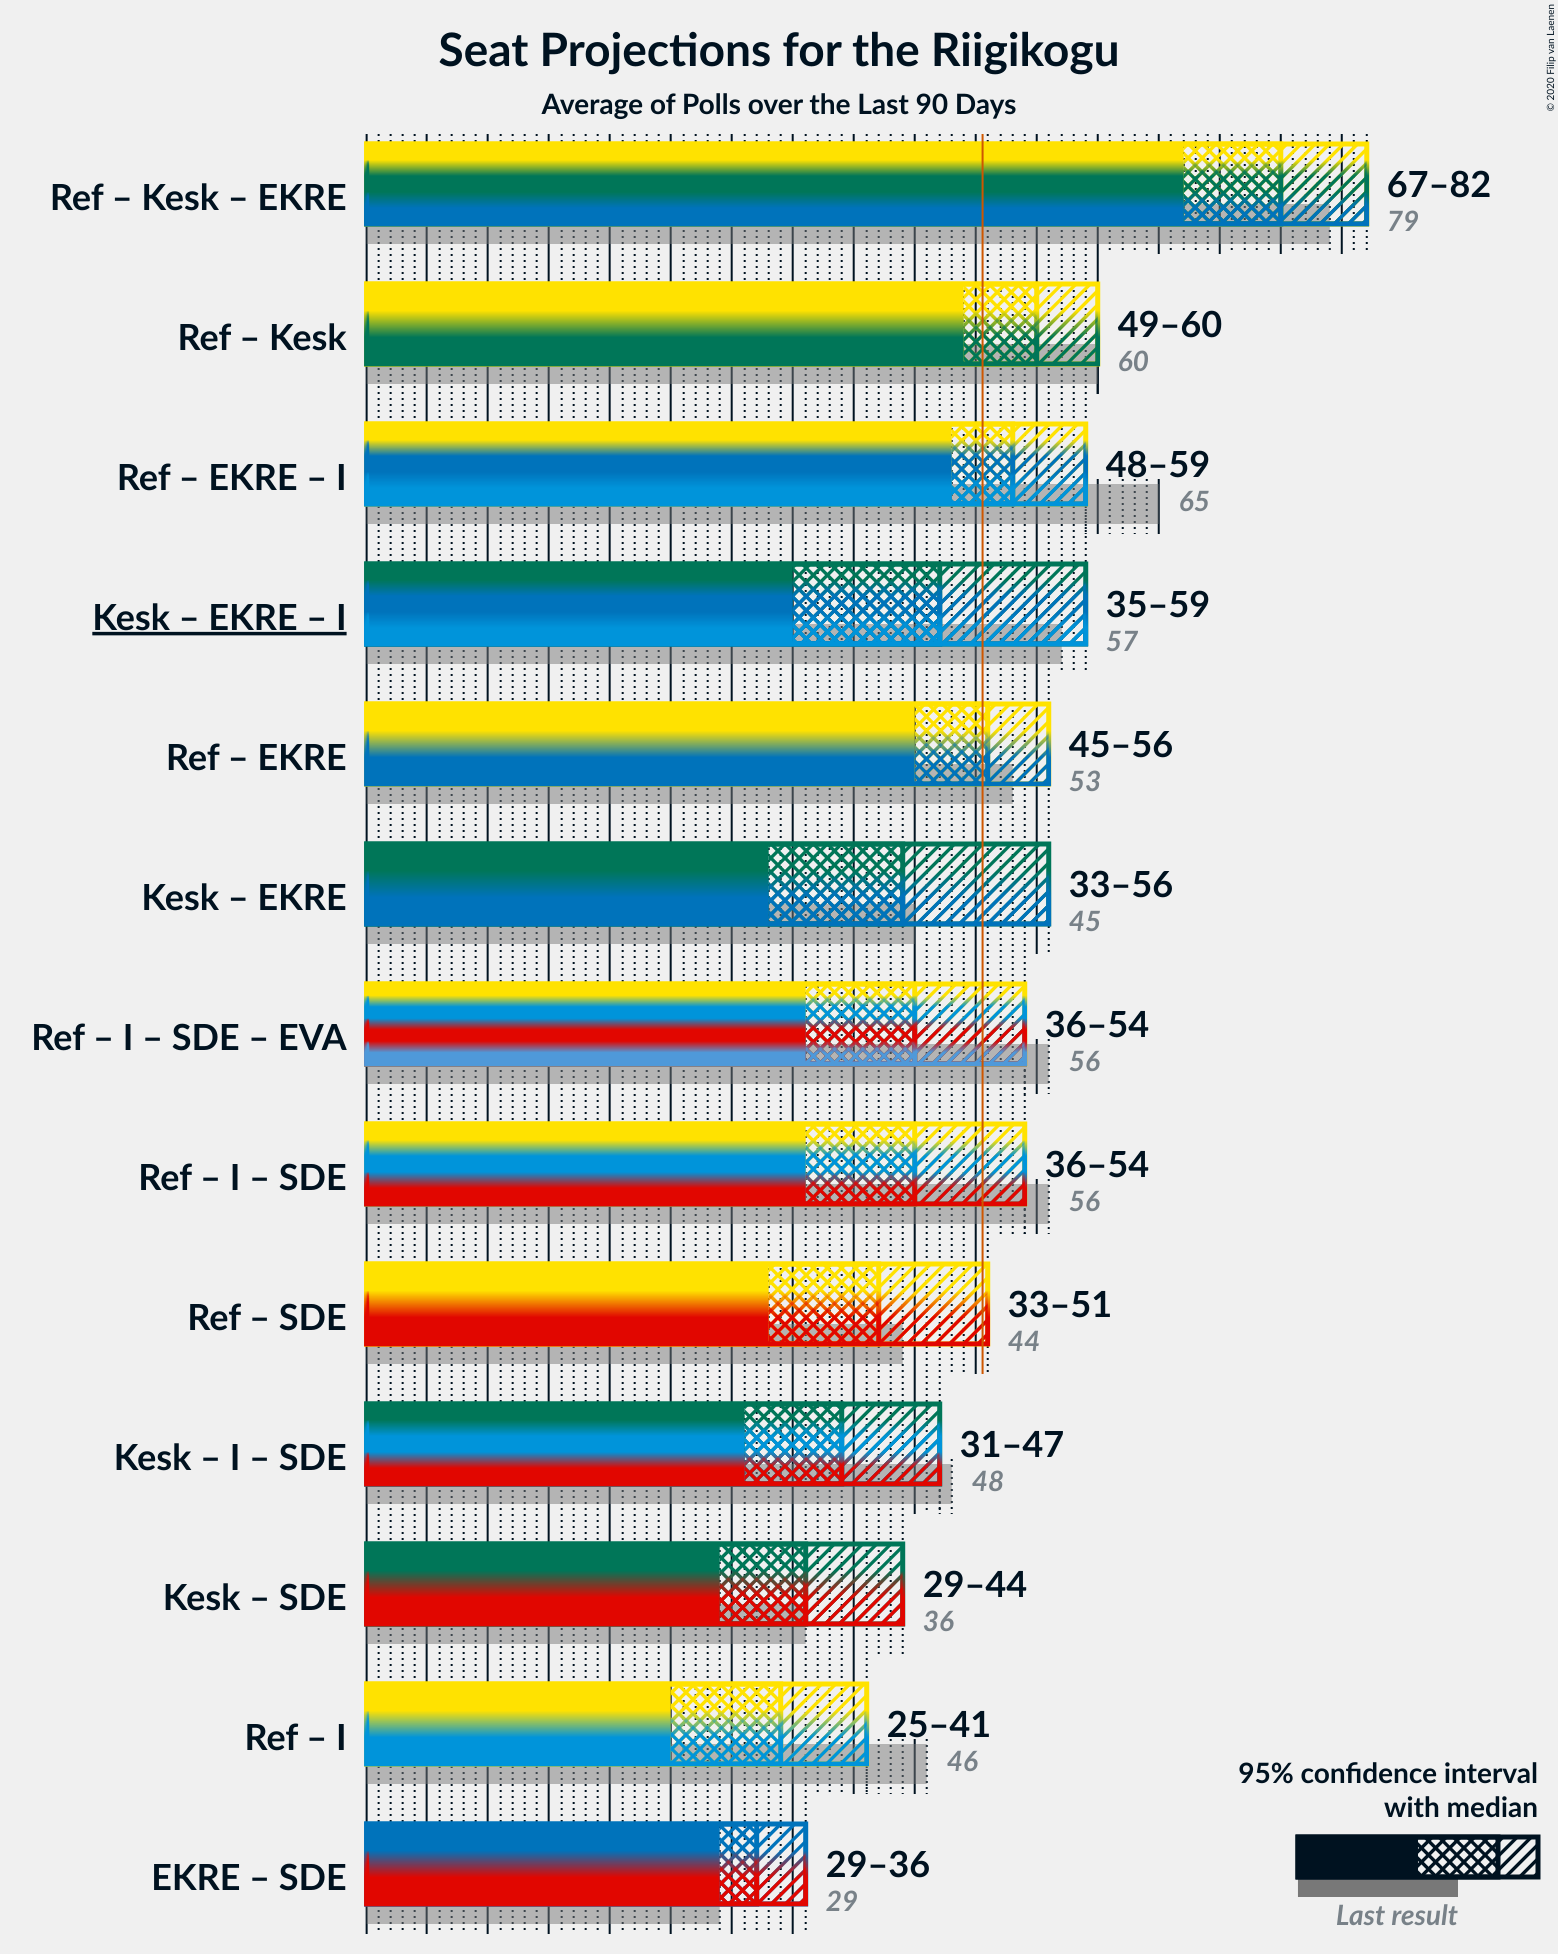 © 2020 Filip van Laenen
Seat Projections for the Riigikogu
Average of Polls over the Last 90 Days
Ref – Kesk – EKRE
67–82
79
Ref – Kesk
49–60
60
Ref – EKRE – I
48–59
65
Kesk – EKRE – I
35–59
57
Ref – EKRE
45–56
53
Kesk – EKRE
33–56
45
Ref – I – SDE – EVA
36–54
56
Ref – I – SDE
36–54
56
Ref – SDE
33–51
44
Kesk – I – SDE
31–47
48
Kesk – SDE
29–44
36
Ref – I
25–41
46
EKRE – SDE
29–36
29
95% confidence interval
with median
Last result